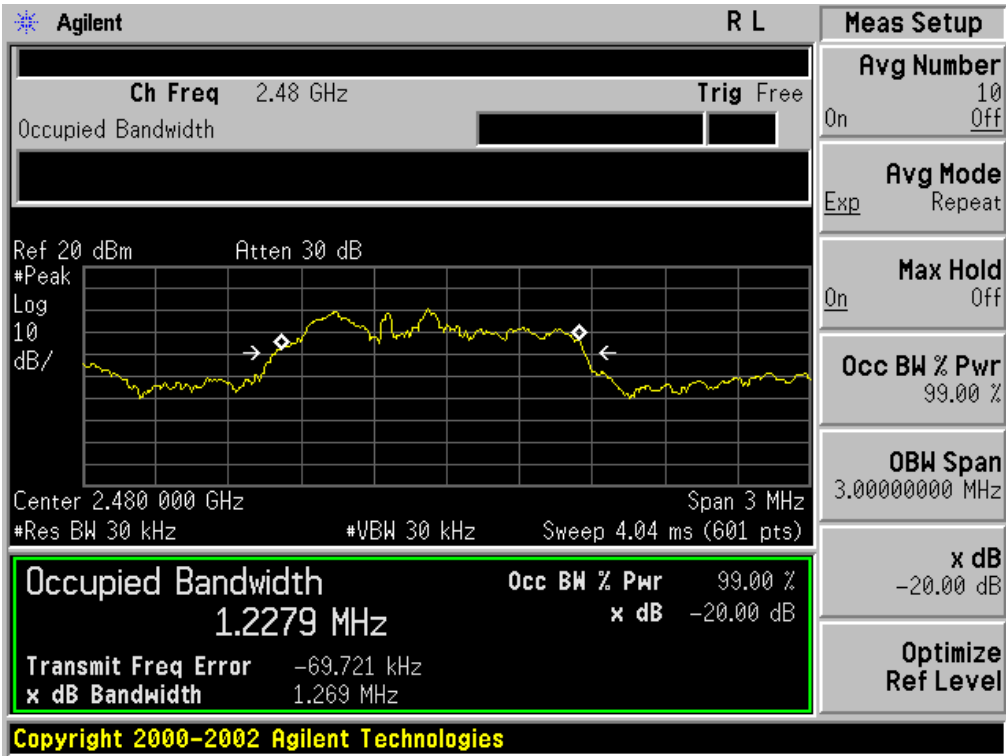 Agilent R L
Meas Setup
Ch Freq 2.48 GHz Trig Free
Occupied Bandwidth
Ref 20 dBm Atten 30 dB
#Peak
Log
10
dB/
Center 2.480 000 GHz Span 3 MHz
#Res BW 30 kHz #VBW 30 kHz Sweep 4.04 ms (601 pts)
Occupied Bandwidth Occ BW % Pwr 99.00 %
1.2279 MHz x dB -20.00 dB
Transmit Freq Error -69.721 kHz
x dB Bandwidth 1.269 MHz
Avg Number
10
On Off
Avg Mode
Exp Repeat
Max Hold
On Off
Occ BW % Pwr
99.00 %
OBW Span
3.00000000 MHz
x dB
-20.00 dB
Optimize
Ref Level
Copyright 2000-2002 Agilent Technologies